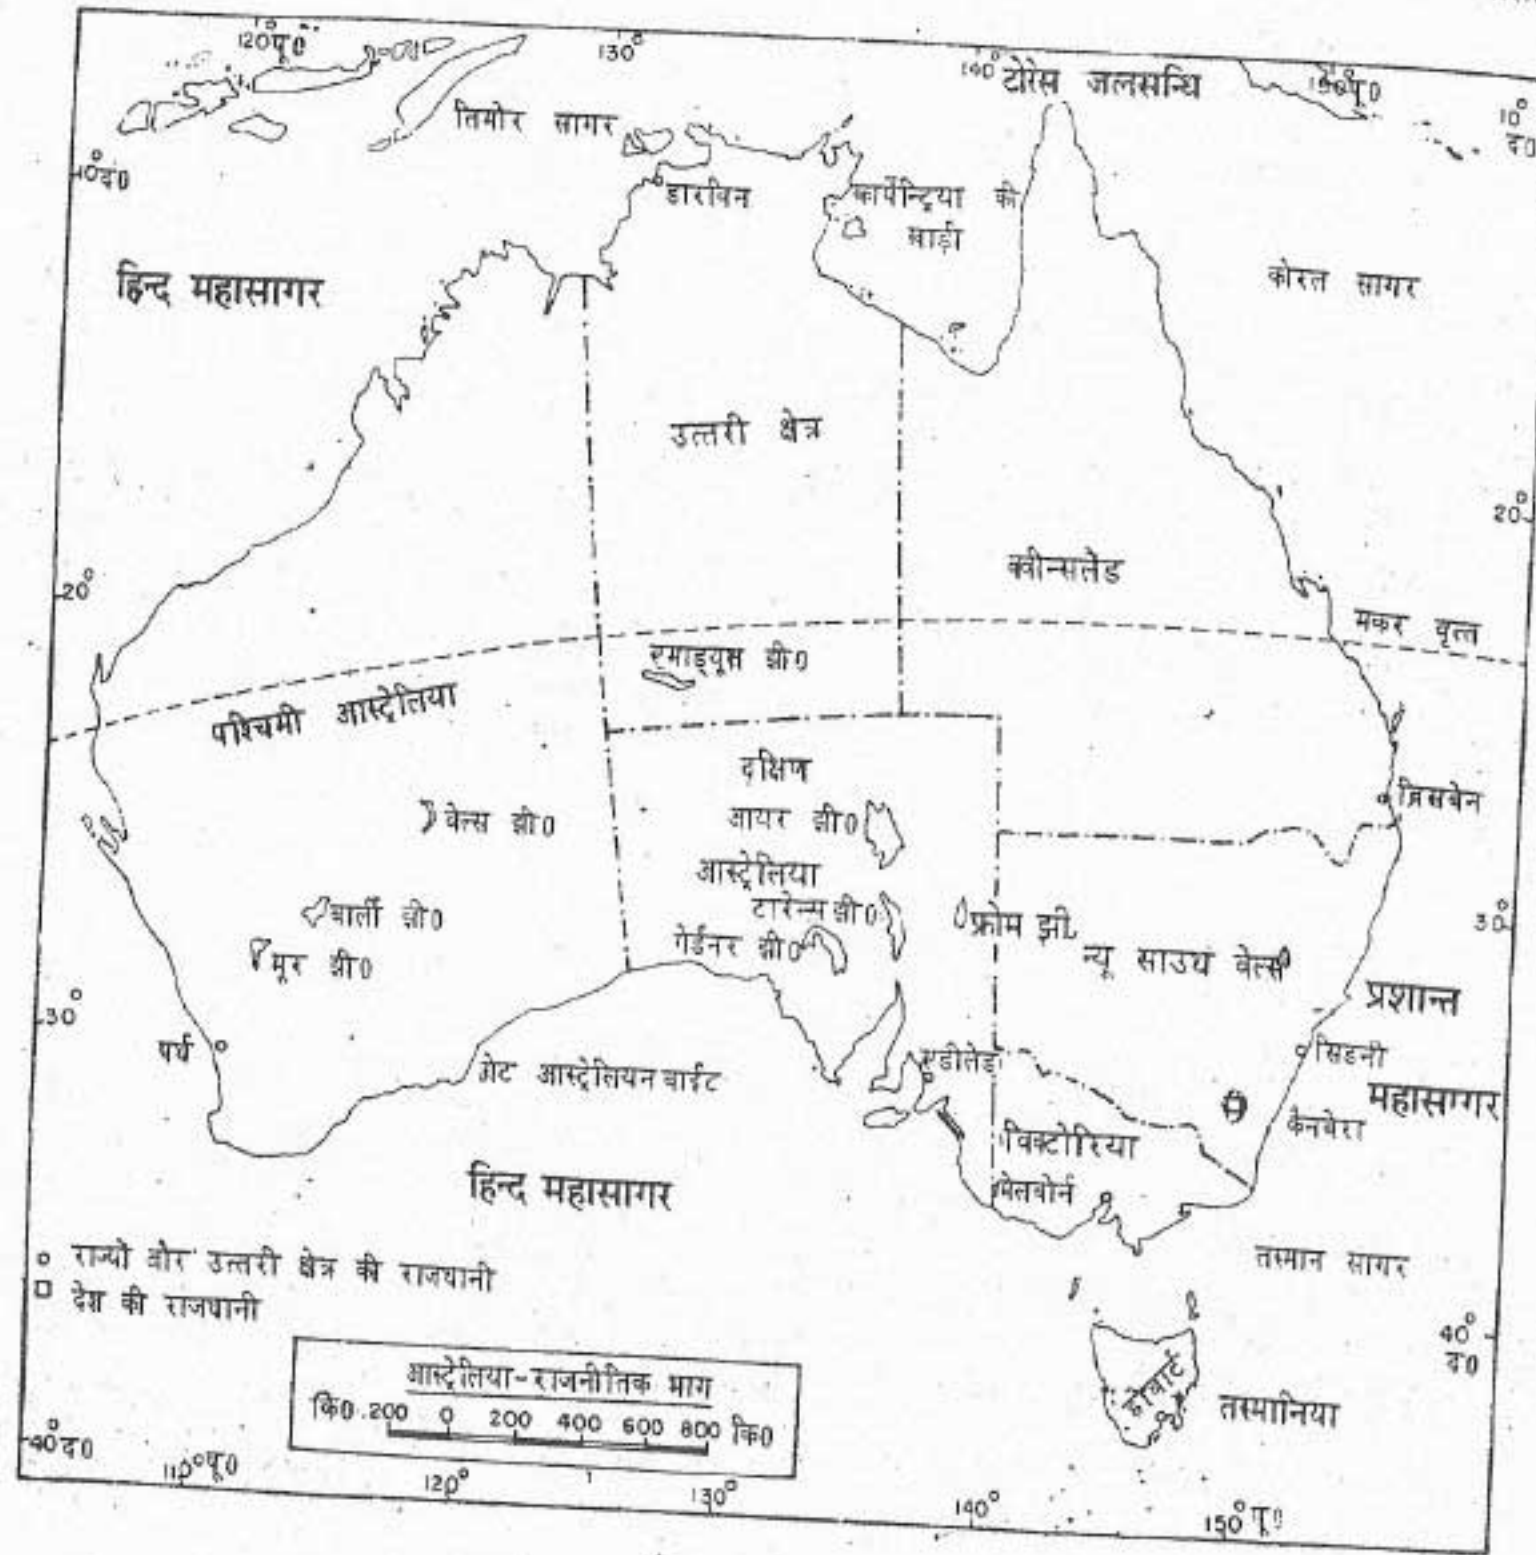 120°पू0
130°
140°
टोरेस जलसन्धि
150°पू0
10°
द0
तिमोर सागर
10°द0
डारविन
कार्पेन्ट्रिया की
खाड़ी
हिन्द महासागर
कोरल सागर
उत्तरी क्षेत्र
20°
क्वीन्सलैंड
20°
मकर वृत्त
एमाड्यूस झी0
पश्चिमी आस्ट्रेलिया
दक्षिण
वेल्स झी0
आयर झी0
ब्रिसबेन
आस्ट्रेलिया
बार्ली झी0
टारेन्स झी0
फ्रोम झी.
30°
मूर झी0
गेर्डनर झी0
न्यू साउथ वेल्स
प्रशान्त
30°
पर्थ
ग्रेट आस्ट्रेलियन बाईट
एडीलेड
सिडनी
महासागर
केनबेरा
विक्टोरिया
हिन्द महासागर
मेलबोर्न
तस्मान सागर
राज्यों और उत्तरी क्षेत्र की राजधानी
देश की राजधानी
40°
द0
आस्ट्रेलिया-राजनीतिक भाग
कि0 200 0 200 400 600 800 कि0
होबार्ट
तस्मानिया
40°द0
110°पू0
120°
130°
140°
150°पू0